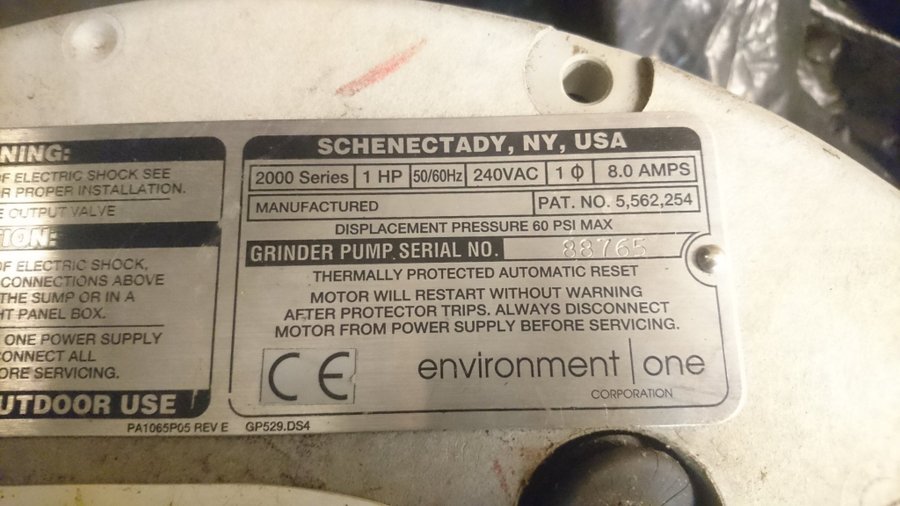 NING:
OF ELECTRIC SHOCK SEE
PROPER INSTALLATION.
OUTPUT VALVE
ION:
OF ELECTRIC SHOCK,
CONNECTIONS ABOVE
THE SUMP OR IN A
HT PANEL BOX.
ONE POWER SUPPLY
CONNECT ALL
ORE SERVICING.
UTDOOR USE
PA1065P05 REV E
SCHENECTADY, NY, USA
2000 Series 1 HP 50/60Hz 240VAC 1 Φ 8.0 AMPS
MANUFACTURED PAT. NO. 5,562,254
DISPLACEMENT PRESSURE 60 PSI MAX
GRINDER PUMP SERIAL NO. 88765
THERMALLY PROTECTED AUTOMATIC RESET
MOTOR WILL RESTART WITHOUT WARNING
AFTER PROTECTOR TRIPS. ALWAYS DISCONNECT
MOTOR FROM POWER SUPPLY BEFORE SERVICING.
CE
environment|one
CORPORATION
GP529.DS4